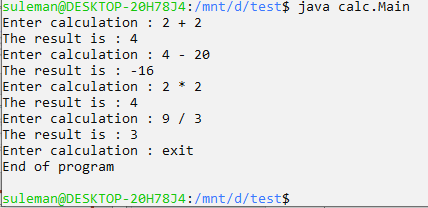 suleman@DESKTOP-20H78J4:/mnt/d/test$ java calc.Main
Enter calculation : 2 + 2
The result is : 4
Enter calculation : 4 - 20
The result is : -16
Enter calculation : 2 * 2
The result is : 4
Enter calculation : 9 / 3
The result is : 3
Enter calculation : exit
End of program
suleman@DESKTOP-20H78J4:/mnt/d/test$